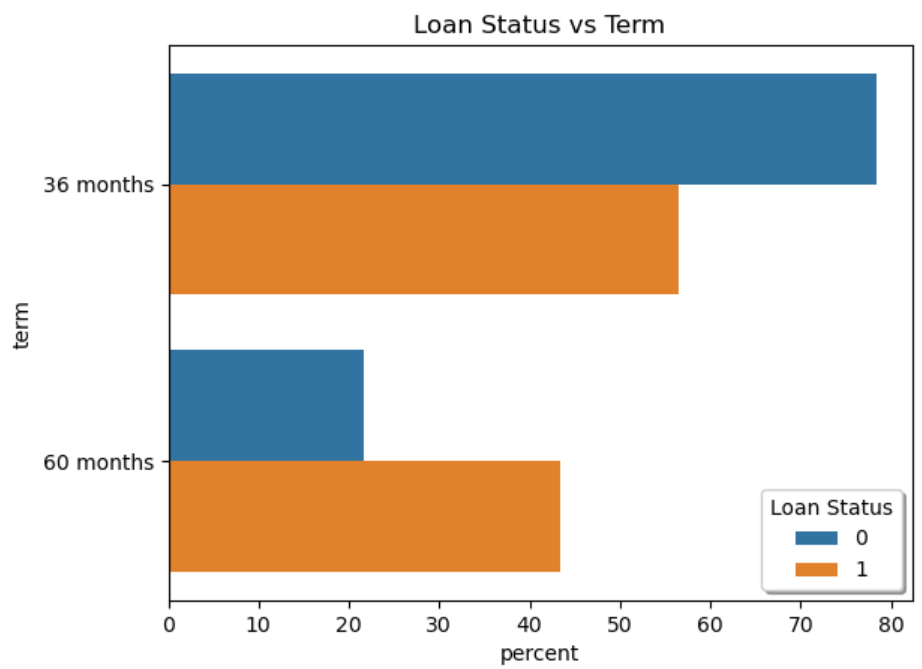 Loan Status vs Term
term
36 months
60 months
Loan Status
0
1
0 10 20 30 40 50 60 70 80
percent